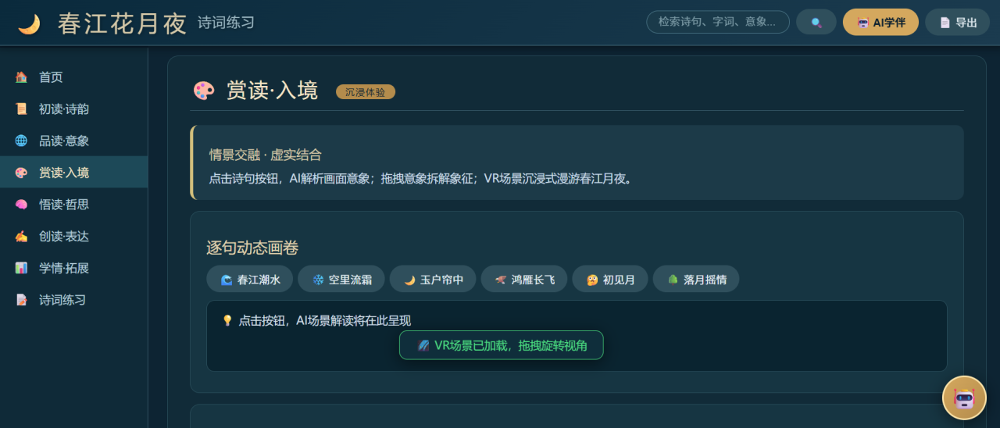 春江花月夜 诗词练习 检索诗句、字词、意象... AI学伴 导出
首页
初读·诗韵
品读·意象
赏读·入境
悟读·哲思
创读·表达
学情·拓展
诗词练习
赏读·入境 沉浸体验
情景交融 · 虚实结合
点击诗句按钮，AI解析画面意象；拖拽意象拆解象征；VR场景沉浸式漫游春江月夜。
逐句动态画卷
春江潮水 空里流霜 玉户帘中 鸿雁长飞 初见月 落月摇情
点击按钮，AI场景解读将在此呈现
VR场景已加载，拖拽旋转视角